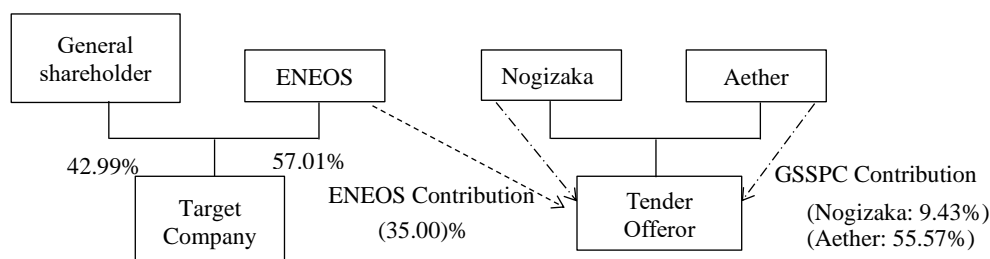 General
shareholder
ENEOS
Nogizaka
Aether
42.99%
57.01%
Target
Company
ENEOS Contribution
(35.00)%
Tender
Offeror
GSSPC Contribution
(Nogizaka: 9.43%)
(Aether: 55.57%)